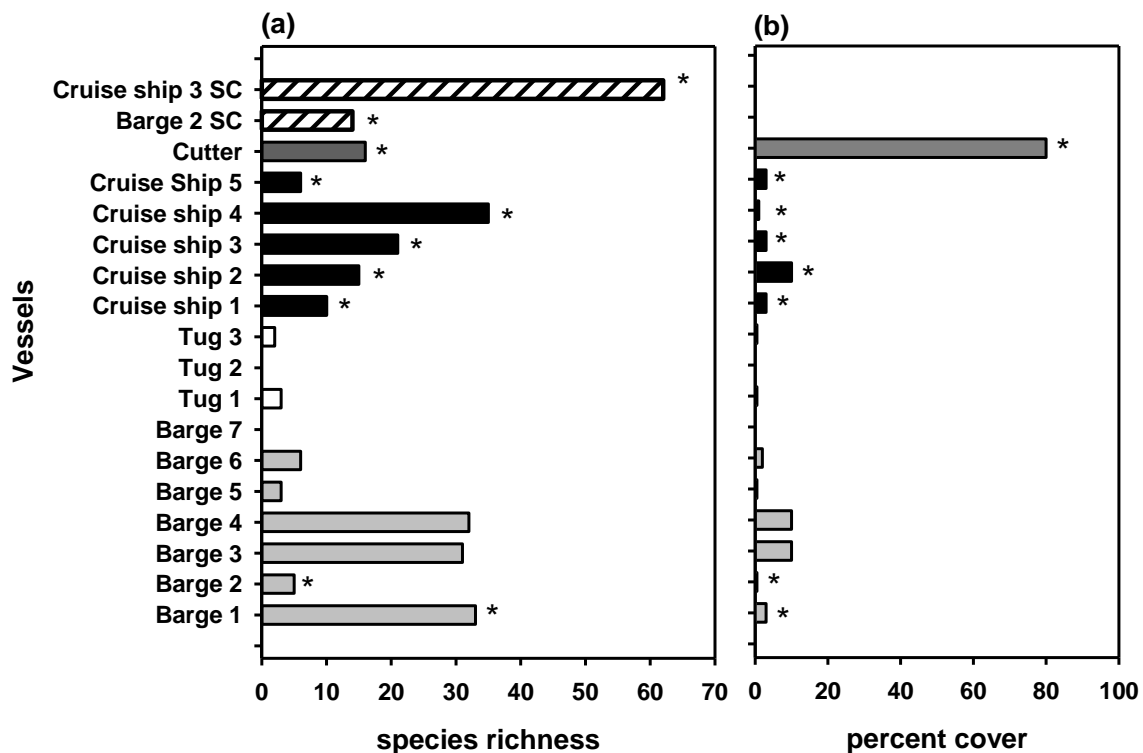 (a) (b)
Cruise ship 3 SC *
Barge 2 SC *
Cutter * *
Cruise Ship 5 * *
Cruise ship 4 * *
Cruise ship 3 * *
Cruise ship 2 * *
Cruise ship 1 * *
Tug 3
Tug 2
Tug 1
Barge 7
Barge 6
Barge 5
Barge 4
Barge 3
Barge 2 * *
Barge 1 * *
Vessels
0 10 20 30 40 50 60 70 0 20 40 60 80 100
species richness percent cover